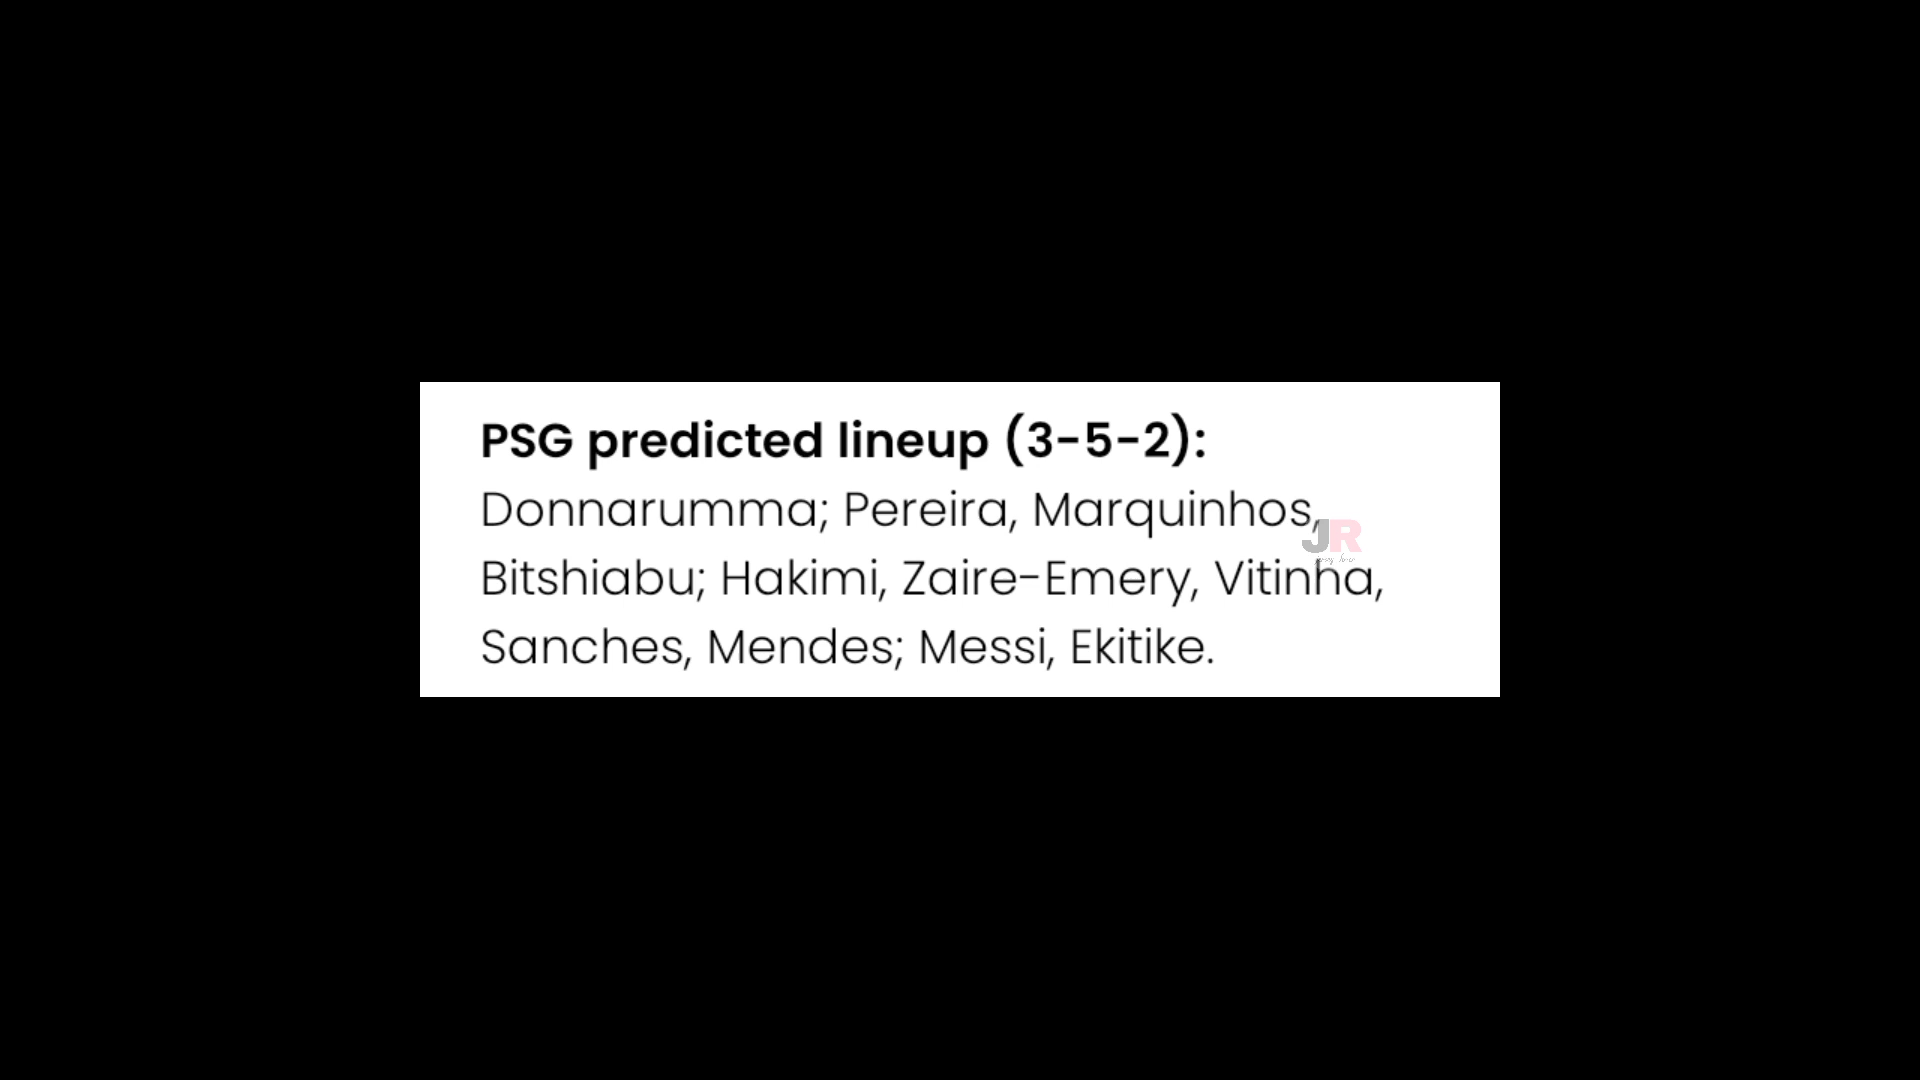 PSG predicted lineup (3-5-2):
Donnarumma; Pereira, Marquinhos,
JR
Bitshiabu; Hakimi, Zaire-Emery, Vitinha,
Sanches, Mendes; Messi, Ekitike.